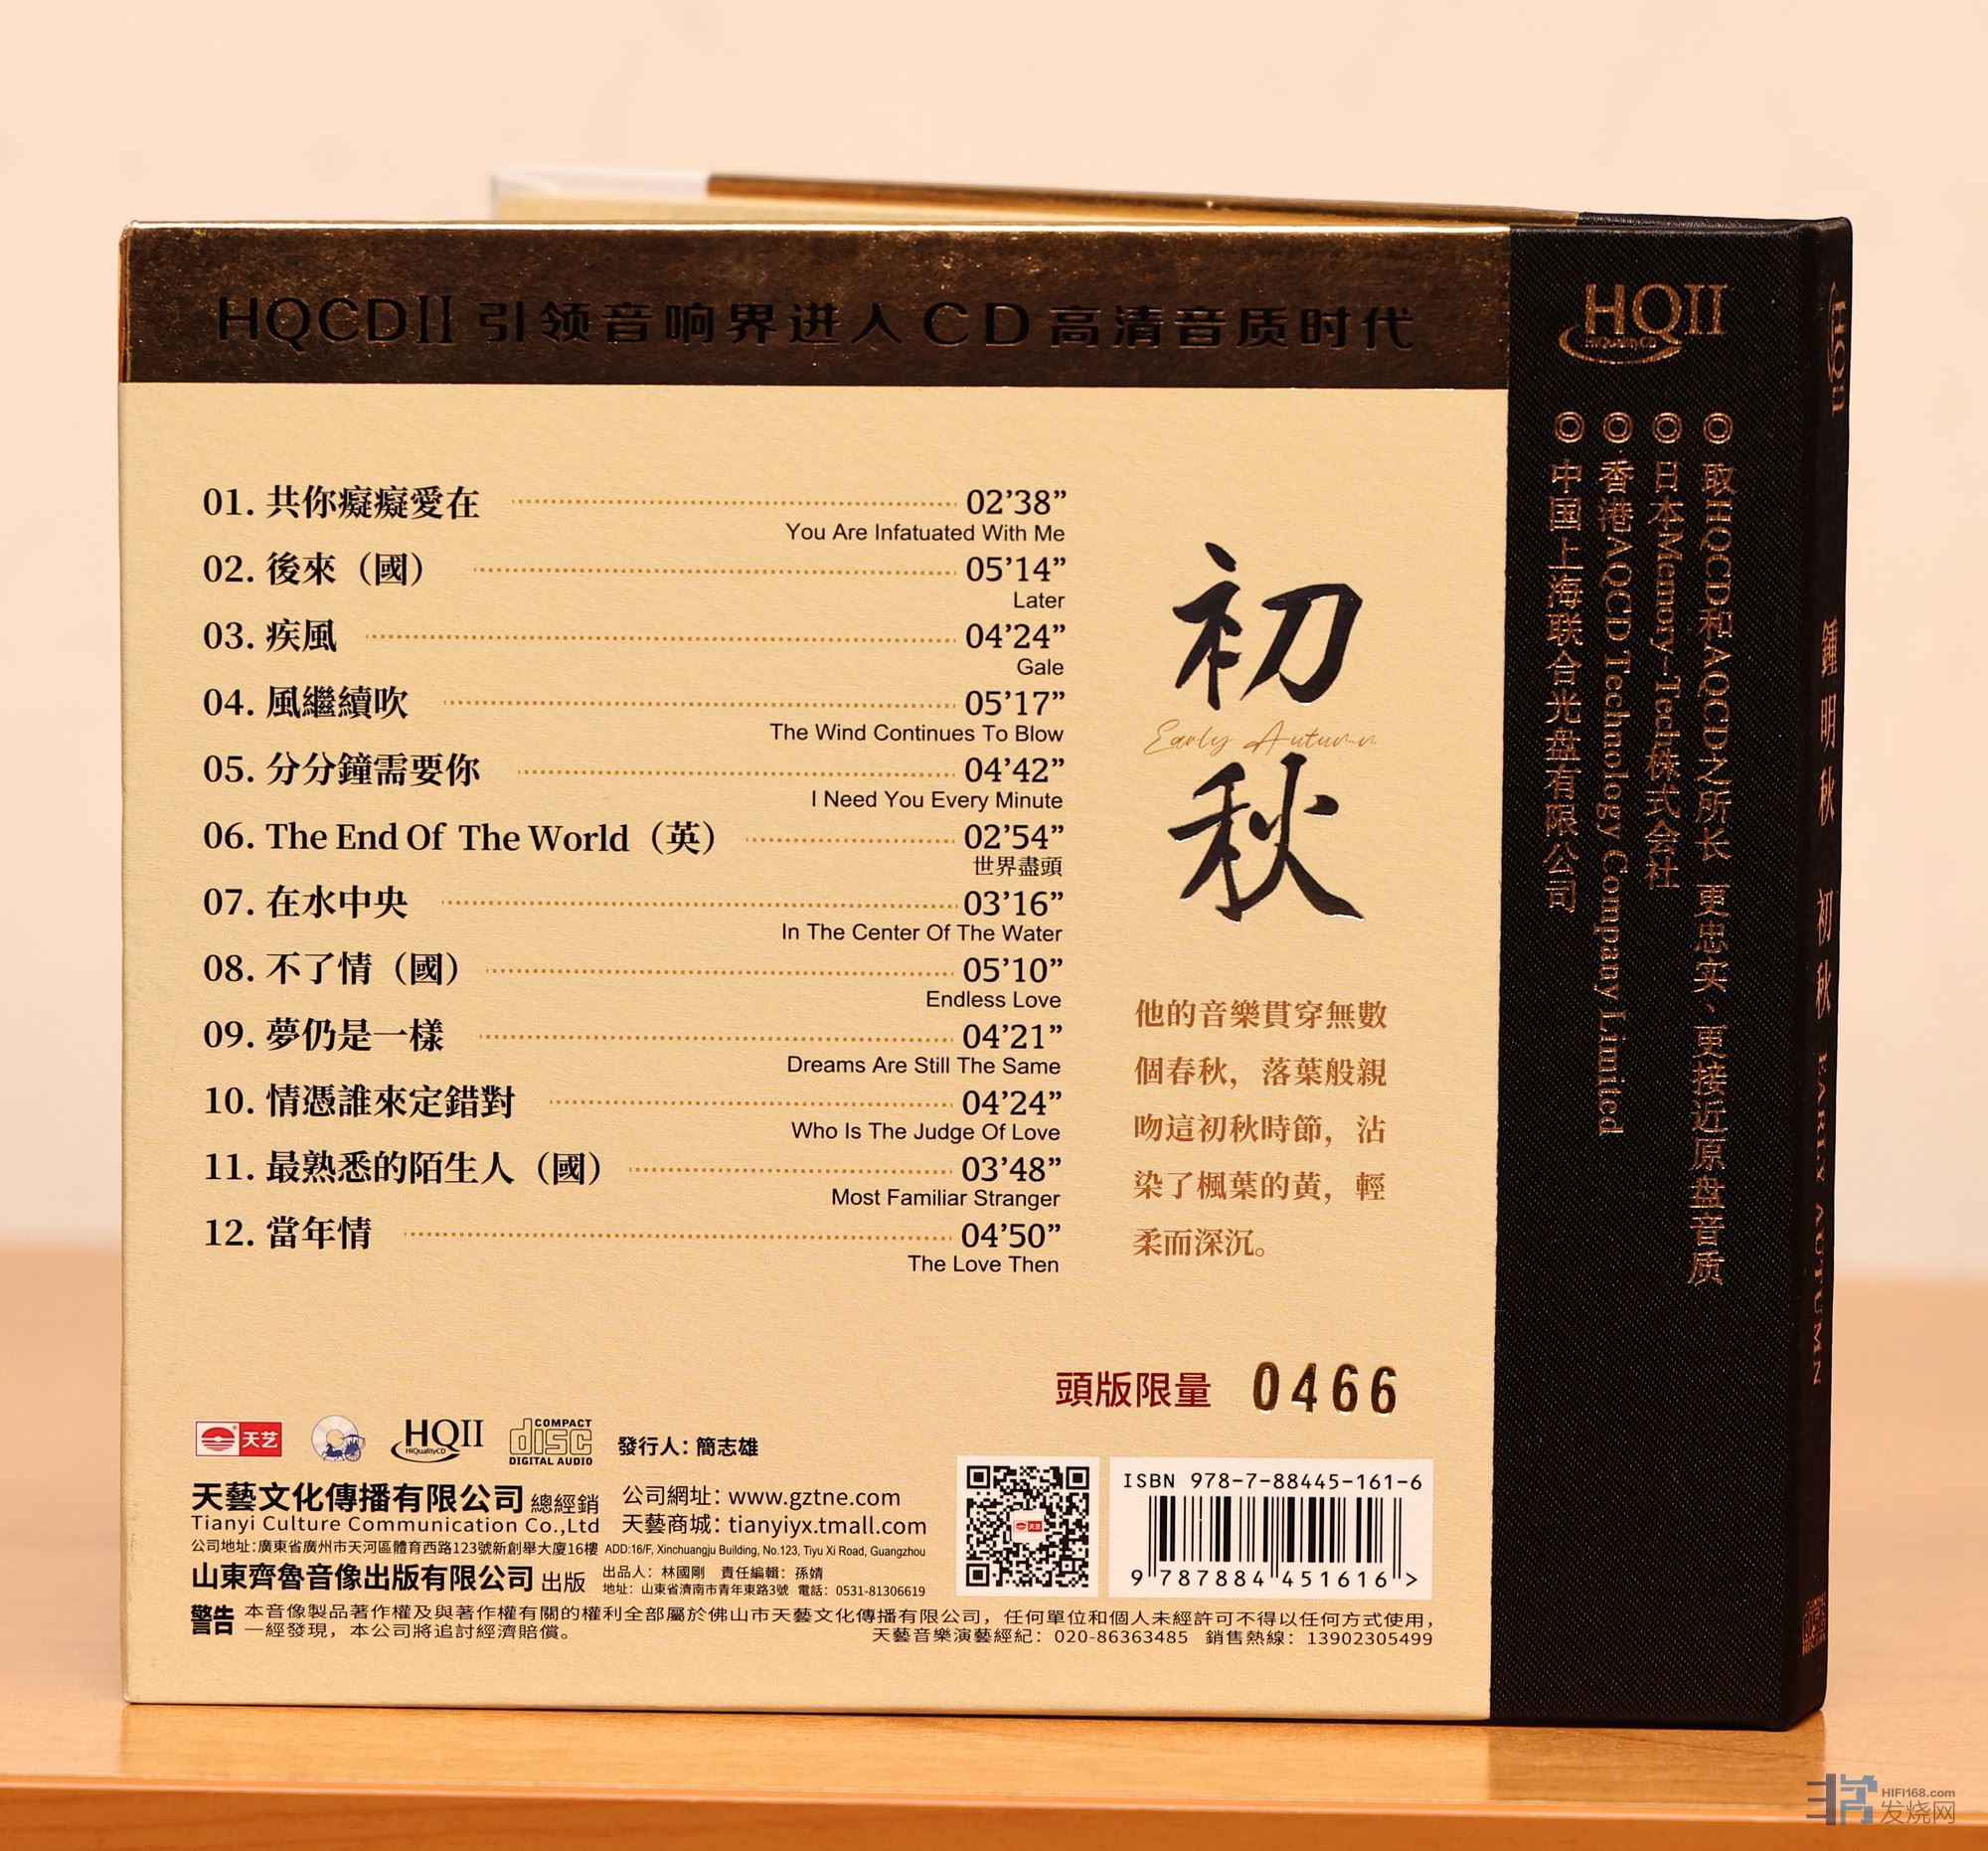 HQCDII 引领音响界进入CD高清音质时代
01. 共你癡癡愛在 02’38”
You Are Infatuated With Me
02. 後來（國） 05’14”
Later
03. 疾風 04’24”
Gale
04. 風繼續吹 05’17”
The Wind Continues To Blow
05. 分分鐘需要你 04’42”
I Need You Every Minute
06. The End Of The World（英） 02’54”
世界盡頭
07. 在水中央 03’16”
In The Center Of The Water
08. 不了情（國） 05’10”
Endless Love
09. 夢仍是一樣 04’21”
Dreams Are Still The Same
10. 情憑誰來定錯對 04’24”
Who Is The Judge Of Love
11. 最熟悉的陌生人（國） 03’48”
Most Familiar Stranger
12. 當年情 04’50”
The Love Then
初
Early Autumn
秋
他的音樂貫穿無數
個春秋，落葉般親
吻這初秋時節，沾
染了楓葉的黃，輕
柔而深沉。
頭版限量 0466
天艺
HQII
HiQualityCD
COMPACT
disc
DIGITAL AUDIO
發行人：簡志雄
天藝文化傳播有限公司 總經銷
Tianyi Culture Communication Co.,Ltd
公司網址：www.gztne.com
天藝商城：tianyiyx.tmall.com
公司地址：廣東省廣州市天河區體育西路123號新創舉大廈16樓 ADD:16/F, Xinchuangju Building, No.123, Tiyu Xi Road, Guangzhou
山東齊魯音像出版有限公司 出版
出品人：林國剛 責任編輯：孫婧
地址：山東省濟南市青年東路3號 電話：0531-81306619
警告 本音像製品著作權及與著作權有關的權利全部屬於佛山市天藝文化傳播有限公司，任何單位和個人未經許可不得以任何方式使用，
一經發現，本公司將追討經濟賠償。
天藝音樂演藝經紀：020-86363485 銷售熱線：13902305499
天艺
ISBN 978-7-88445-161-6
9 787884 451616 >
HQII
HiQualityCD
◎ 取HQCD和AQCD之所长 更忠实、更接近原盘音质
◎ 日本Memory-Tech株式会社
◎ 香港AQCD Technology Company Limited
◎ 中国上海联合光盘有限公司
HQII
鍾明秋 初秋 EARLY AUTUMN
HIFI168.com
发烧网